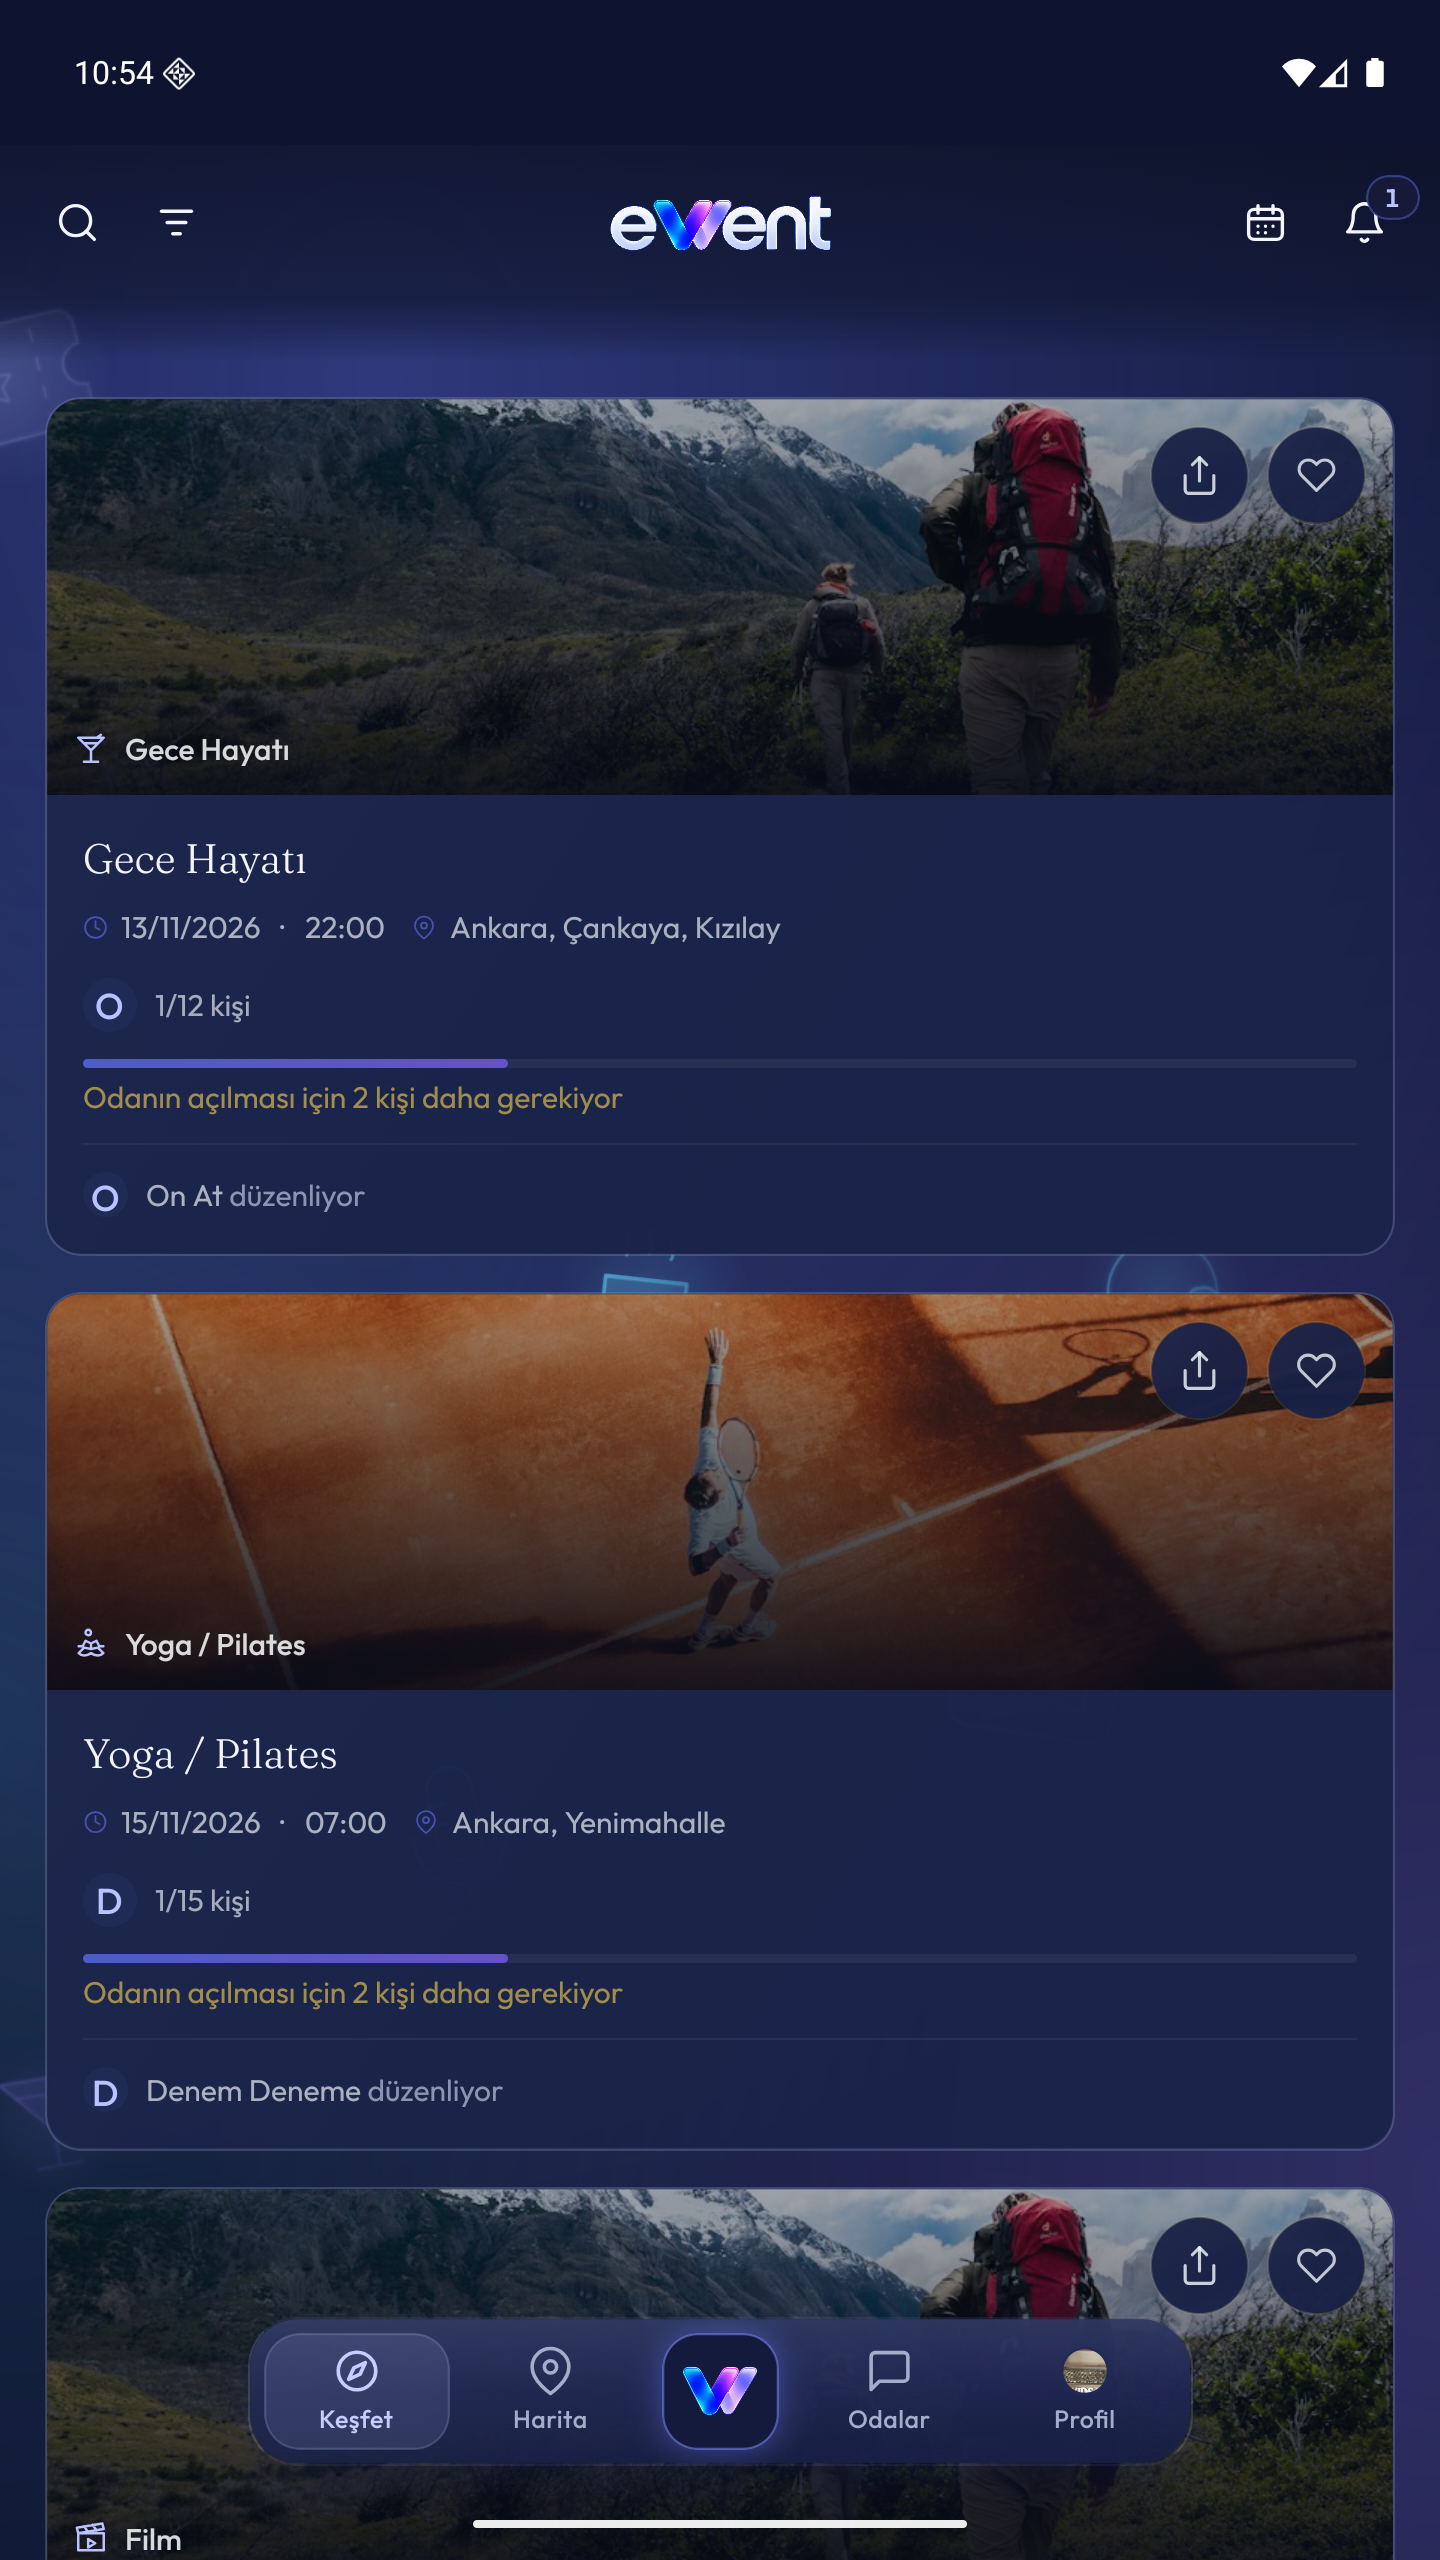 10:54
1
eWent
Gece Hayatı
Gece Hayatı
13/11/2026 · 22:00 Ankara, Çankaya, Kızılay
O 1/12 kişi
Odanın açılması için 2 kişi daha gerekiyor
O On At düzenliyor
Yoga / Pilates
Yoga / Pilates
15/11/2026 · 07:00 Ankara, Yenimahalle
D 1/15 kişi
Odanın açılması için 2 kişi daha gerekiyor
D Denem Deneme düzenliyor
W
Keşfet Harita Odalar Profil
Film